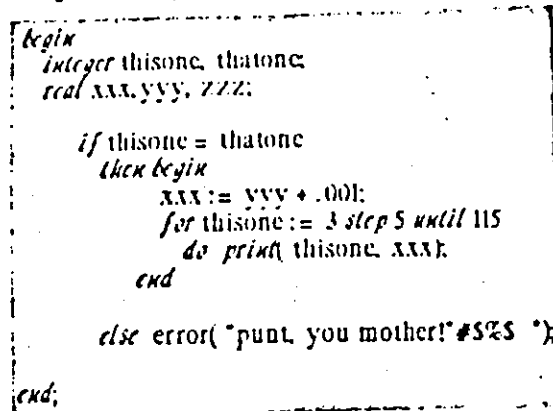 begin
integer thisone, thatone;
real xxx, yyy, zzz;
if thisone = thatone
then begin
xxx := yyy + .001;
for thisone := 3 step 5 until 115
do print( thisone, xxx);
end
else error( "punt, you mother!"#$%$ ");
end;